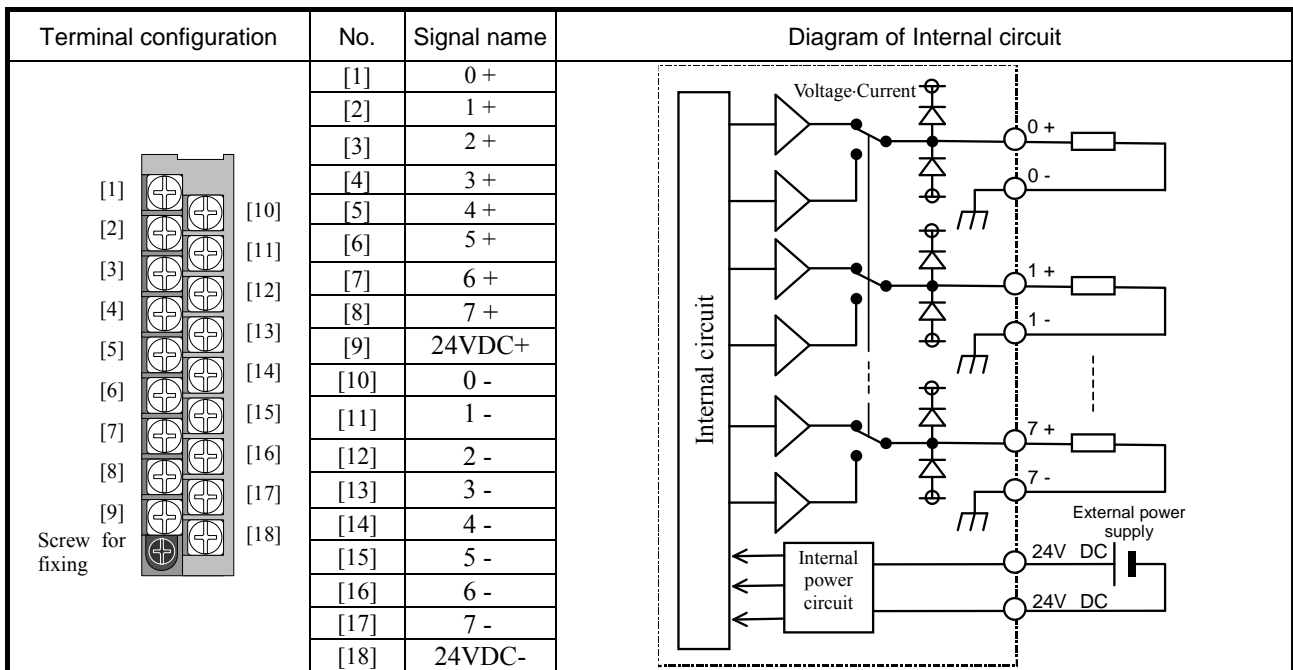 Terminal configuration No. Signal name Diagram of Internal circuit
[1] 0 +
[2] 1 +
[3] 2 +
[4] 3 +
[5] 4 +
[6] 5 +
[7] 6 +
[8] 7 +
[9] 24VDC+
[10] 0 -
[11] 1 -
[12] 2 -
[13] 3 -
[14] 4 -
[15] 5 -
[16] 6 -
[17] 7 -
[18] 24VDC-
[1]
[2]
[3]
[4]
[5]
[6]
[7]
[8]
[9]
Screw for
fixing
[10]
[11]
[12]
[13]
[14]
[15]
[16]
[17]
[18]
Voltage·Current
Internal circuit
0 +
0 -
1 +
1 -
7 +
7 -
External power
supply
24V DC
24V DC
Internal
power
circuit